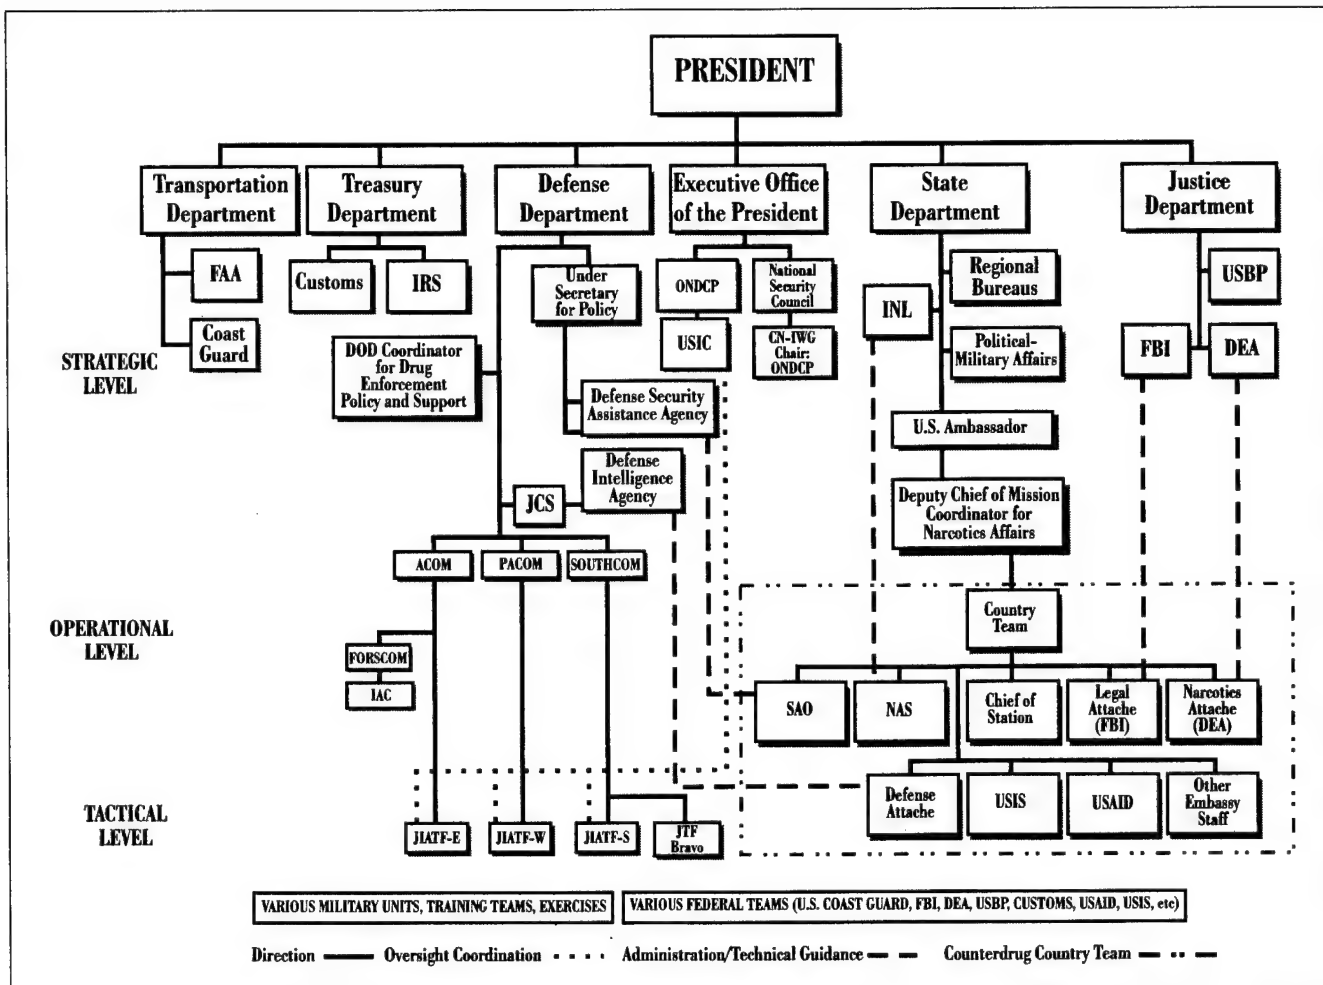 PRESIDENT
Transportation
Department
Treasury
Department
Defense
Department
Executive Office
of the President
State
Department
Justice
Department
FAA
Coast
Guard
Customs
IRS
Under
Secretary
for Policy
ONDCP
National
Security
Council
Regional
Bureaus
USBP
INL
USIC
CN-IWG
Chair:
ONDCP
Political-
Military Affairs
FBI
DEA
STRATEGIC
LEVEL
DOD Coordinator
for Drug
Enforcement
Policy and Support
Defense Security
Assistance Agency
U.S. Ambassador
Defense
Intelligence
Agency
JCS
Deputy Chief of Mission
Coordinator for
Narcotics Affairs
ACOM
PACOM
SOUTHCOM
OPERATIONAL
LEVEL
Country
Team
FORSCOM
IAC
SAO
NAS
Chief of
Station
Legal
Attache
(FBI)
Narcotics
Attache
(DEA)
TACTICAL
LEVEL
Defense
Attache
USIS
USAID
Other
Embassy
Staff
JIATF-E
JIATF-W
JIATF-S
JTF
Bravo
VARIOUS MILITARY UNITS, TRAINING TEAMS, EXERCISES
VARIOUS FEDERAL TEAMS (U.S. COAST GUARD, FBI, DEA, USBP, CUSTOMS, USAID, USIS, etc)
Direction
Oversight Coordination
Administration/Technical Guidance
Counterdrug Country Team